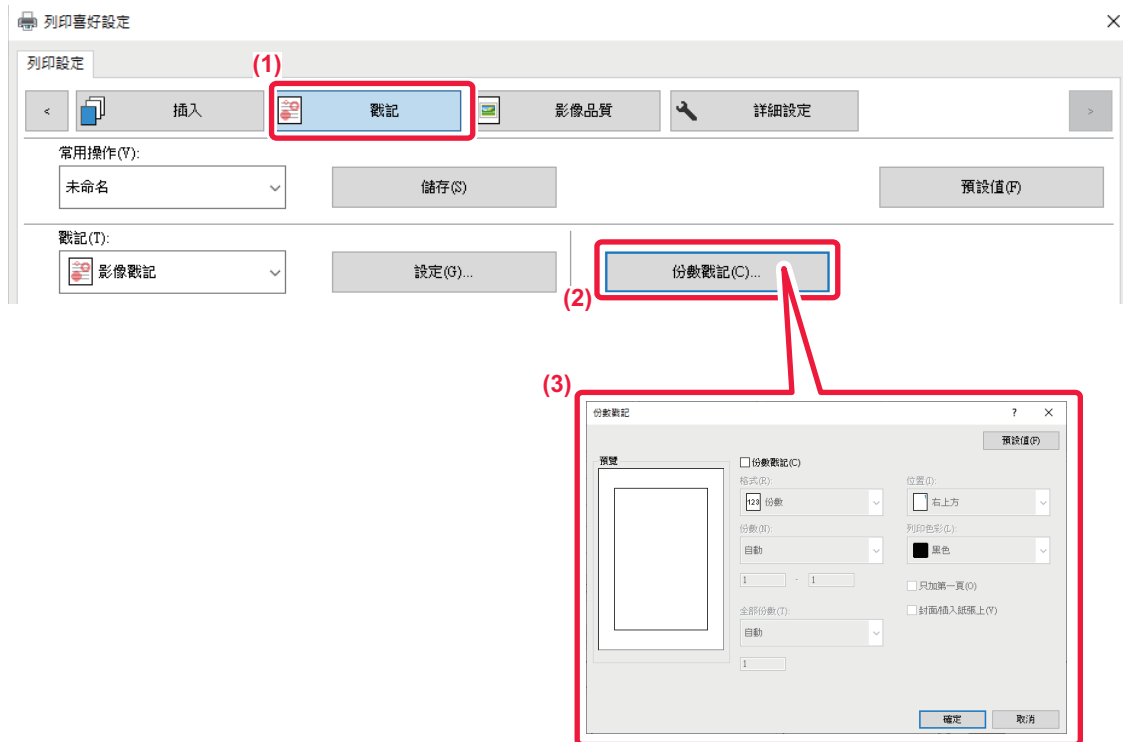 列印喜好設定
列印設定
(1)
< 插入 戳記 影像品質 詳細設定 >
常用操作(V):
未命名 儲存(S) 預設值(F)
戳記(T):
影像戳記 設定(G)... 份數戳記(C)...
(2)
(3)
份數戳記 ? ×
預設值(F)
預覽
份數戳記(C)
格式(R): 位置(I):
123 份數 右上方
份數(N): 列印色彩(L):
自動 黑色
1 - 1 只加第一頁(O)
全部份數(T): 封面/插入紙張上(V)
自動
1
確定 取消